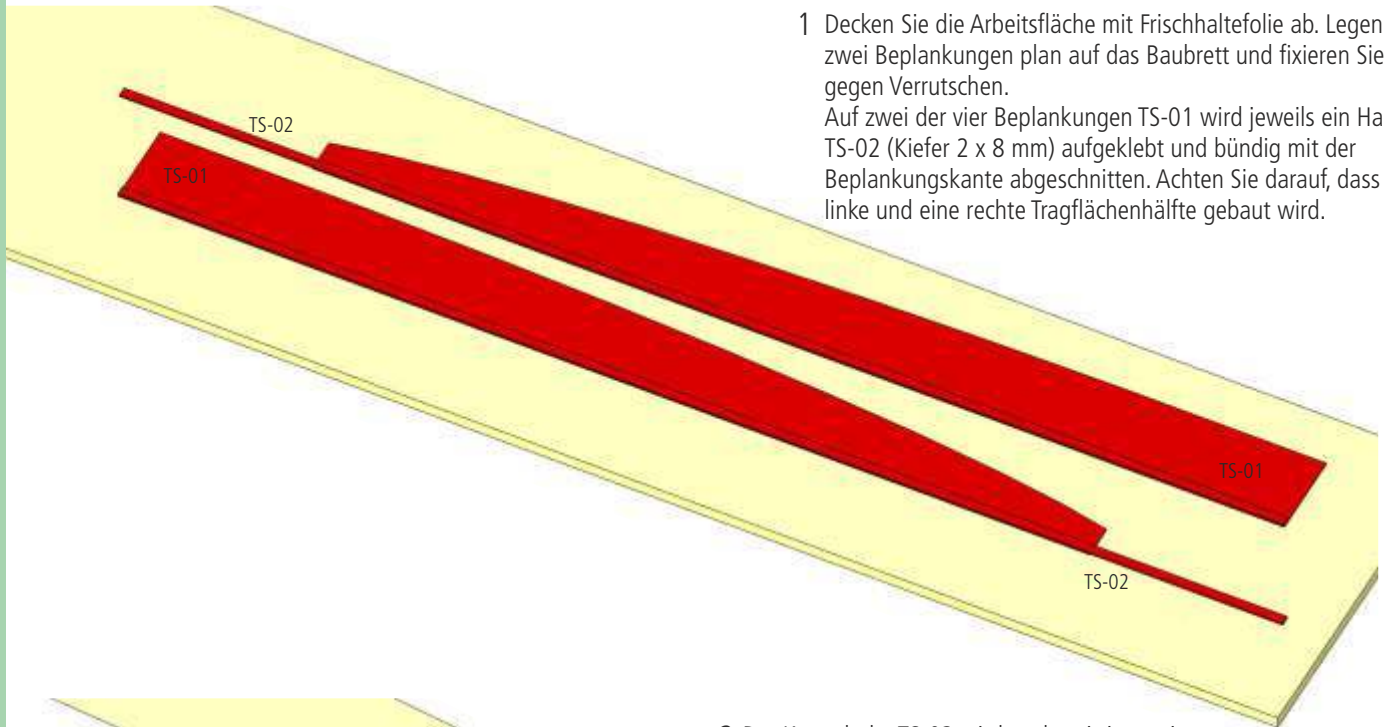 1 Decken Sie die Arbeitsfläche mit Frischhaltefolie ab. Legen
zwei Beplankungen plan auf das Baubrett und fixieren Sie
gegen Verrutschen.
Auf zwei der vier Beplankungen TS-01 wird jeweils ein Ha
TS-02 (Kiefer 2 x 8 mm) aufgeklebt und bündig mit der
Beplankungskante abgeschnitten. Achten Sie darauf, dass
linke und eine rechte Tragflächenhälfte gebaut wird.
TS-02
TS-01
TS-01
TS-02